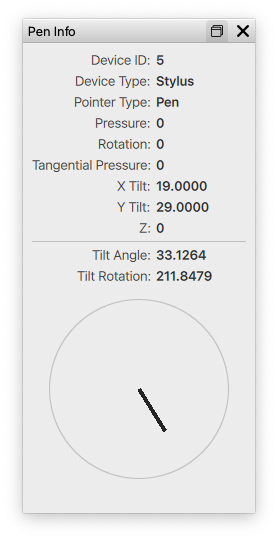 Pen Info
Device ID: 5
Device Type: Stylus
Pointer Type: Pen
Pressure: 0
Rotation: 0
Tangential Pressure: 0
X Tilt: 19.0000
Y Tilt: 29.0000
Z: 0
Tilt Angle: 33.1264
Tilt Rotation: 211.8479